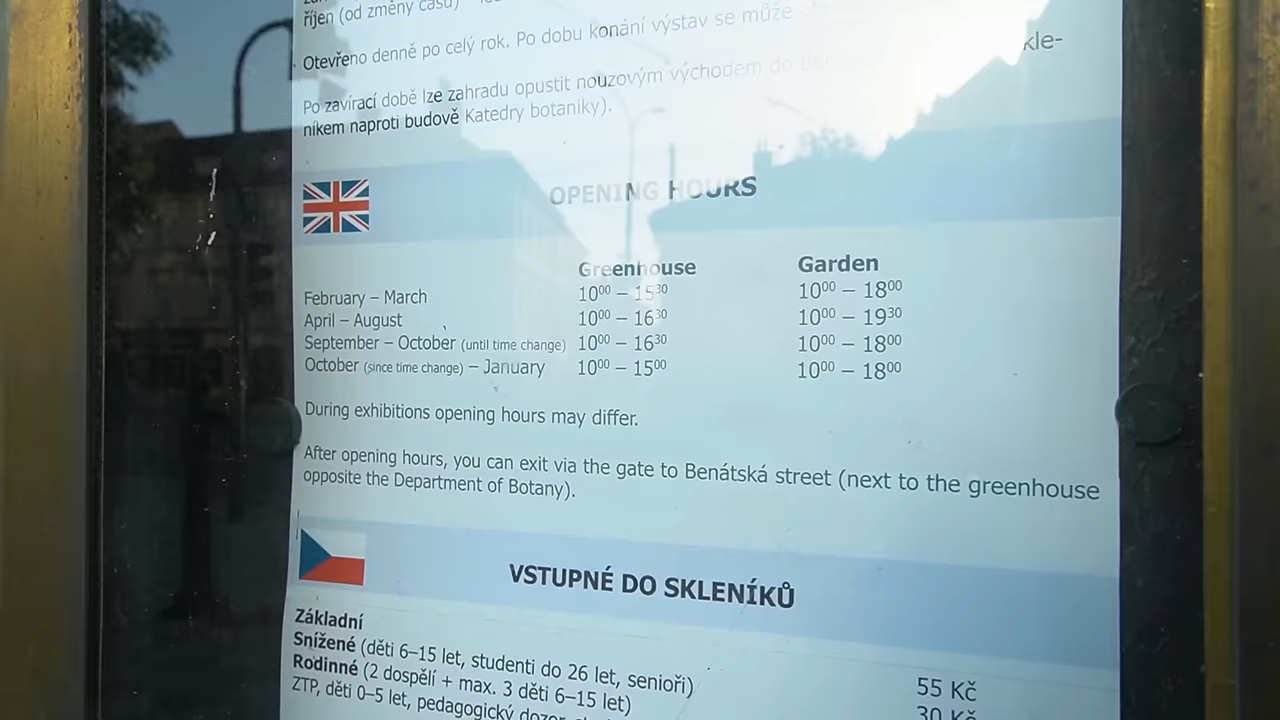 říjen (od změny času)
Otevřeno denně po celý rok. Po dobu konání výstav se může
Po zavírací době lze zahradu opustit nouzovým východem do kle-
níkem naproti budově Katedry botaniky).
OPENING HOURS
Greenhouse Garden
February – March 10⁰⁰ – 15³⁰ 10⁰⁰ – 18⁰⁰
April – August 10⁰⁰ – 16³⁰ 10⁰⁰ – 19³⁰
September – October (until time change) 10⁰⁰ – 16³⁰ 10⁰⁰ – 18⁰⁰
October (since time change) – January 10⁰⁰ – 15⁰⁰ 10⁰⁰ – 18⁰⁰
During exhibitions opening hours may differ.
After opening hours, you can exit via the gate to Benátská street (next to the greenhouse
opposite the Department of Botany).
VSTUPNÉ DO SKLENÍKŮ
Základní 55 Kč
Snížené (děti 6–15 let, studenti do 26 let, senioři) 30 Kč
Rodinné (2 dospělí + max. 3 děti 6–15 let)
ZTP, děti 0–5 let, pedagogický dozor